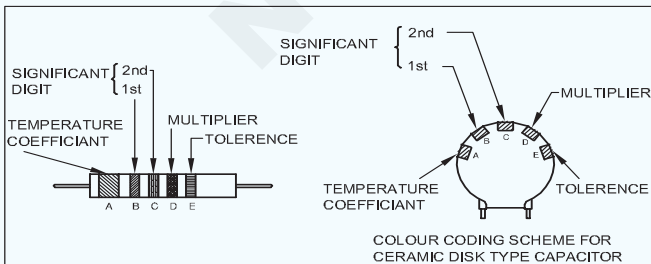 SIGNIFICANT
DIGIT
2nd
1st
TEMPERATURE
COEFFICIANT
MULTIPLIER
TOLERENCE
A B C D E
SIGNIFICANT
DIGIT
2nd
1st
MULTIPLIER
A B C D E
TEMPERATURE
COEFFICIANT
TOLERENCE
COLOUR CODING SCHEME FOR
CERAMIC DISK TYPE CAPACITOR